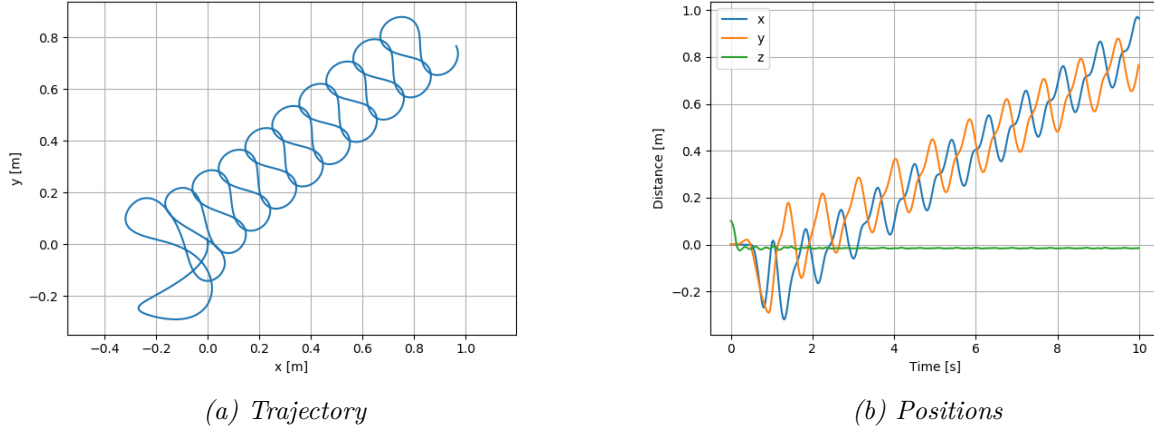 0.8
0.6
0.4
0.2
0.0
−0.2
y [m]
−0.4 −0.2 0.0 0.2 0.4 0.6 0.8 1.0
x [m]
(a) Trajectory
x
y
z
1.0
0.8
0.6
0.4
0.2
0.0
−0.2
Distance [m]
0 2 4 6 8 10
Time [s]
(b) Positions